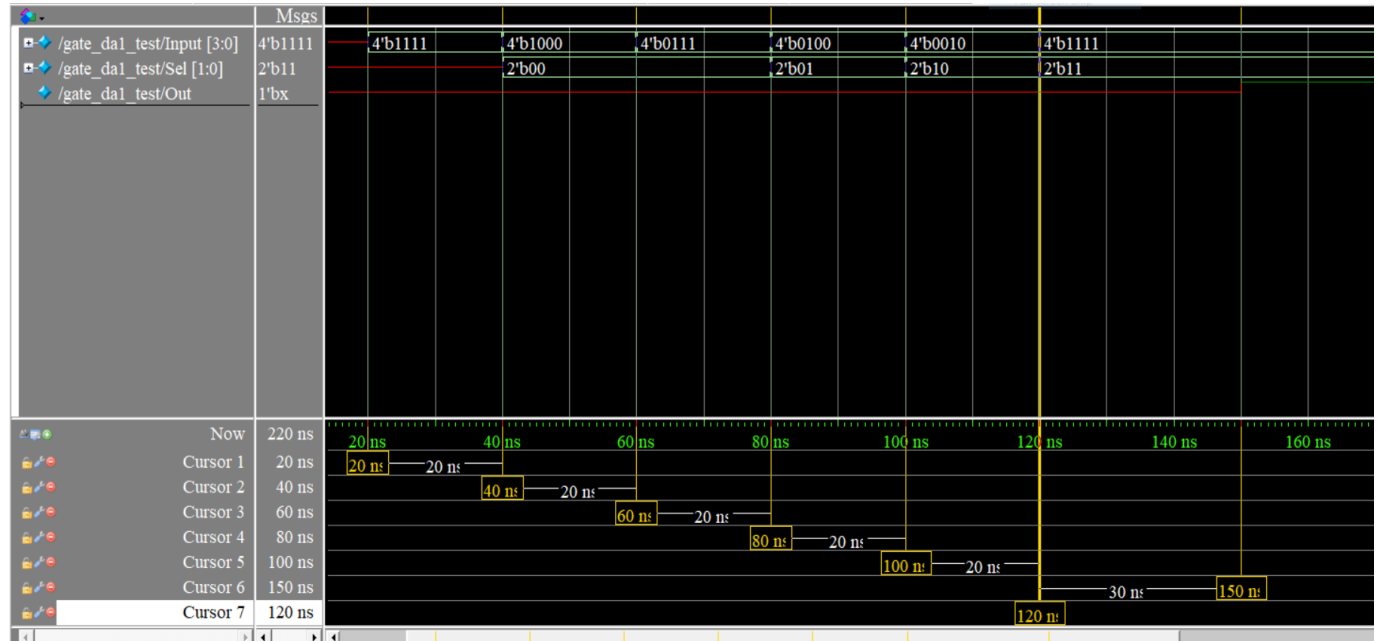 Msgs
/gate_da1_test/Input [3:0] 4'b1111 4'b1111 4'b1000 4'b0111 4'b0100 4'b0010 4'b1111
/gate_da1_test/Sel [1:0] 2'b11 2'b00 2'b01 2'b10 2'b11
/gate_da1_test/Out 1'bx
Now 220 ns 20 ns 40 ns 60 ns 80 ns 100 ns 120 ns 140 ns 160 ns
Cursor 1 20 ns 20 ns 20 ns
Cursor 2 40 ns 40 ns 20 ns
Cursor 3 60 ns 60 ns 20 ns
Cursor 4 80 ns 80 ns 20 ns
Cursor 5 100 ns 100 n 20 ns
Cursor 6 150 ns 30 ns 150 n
Cursor 7 120 ns 120 n